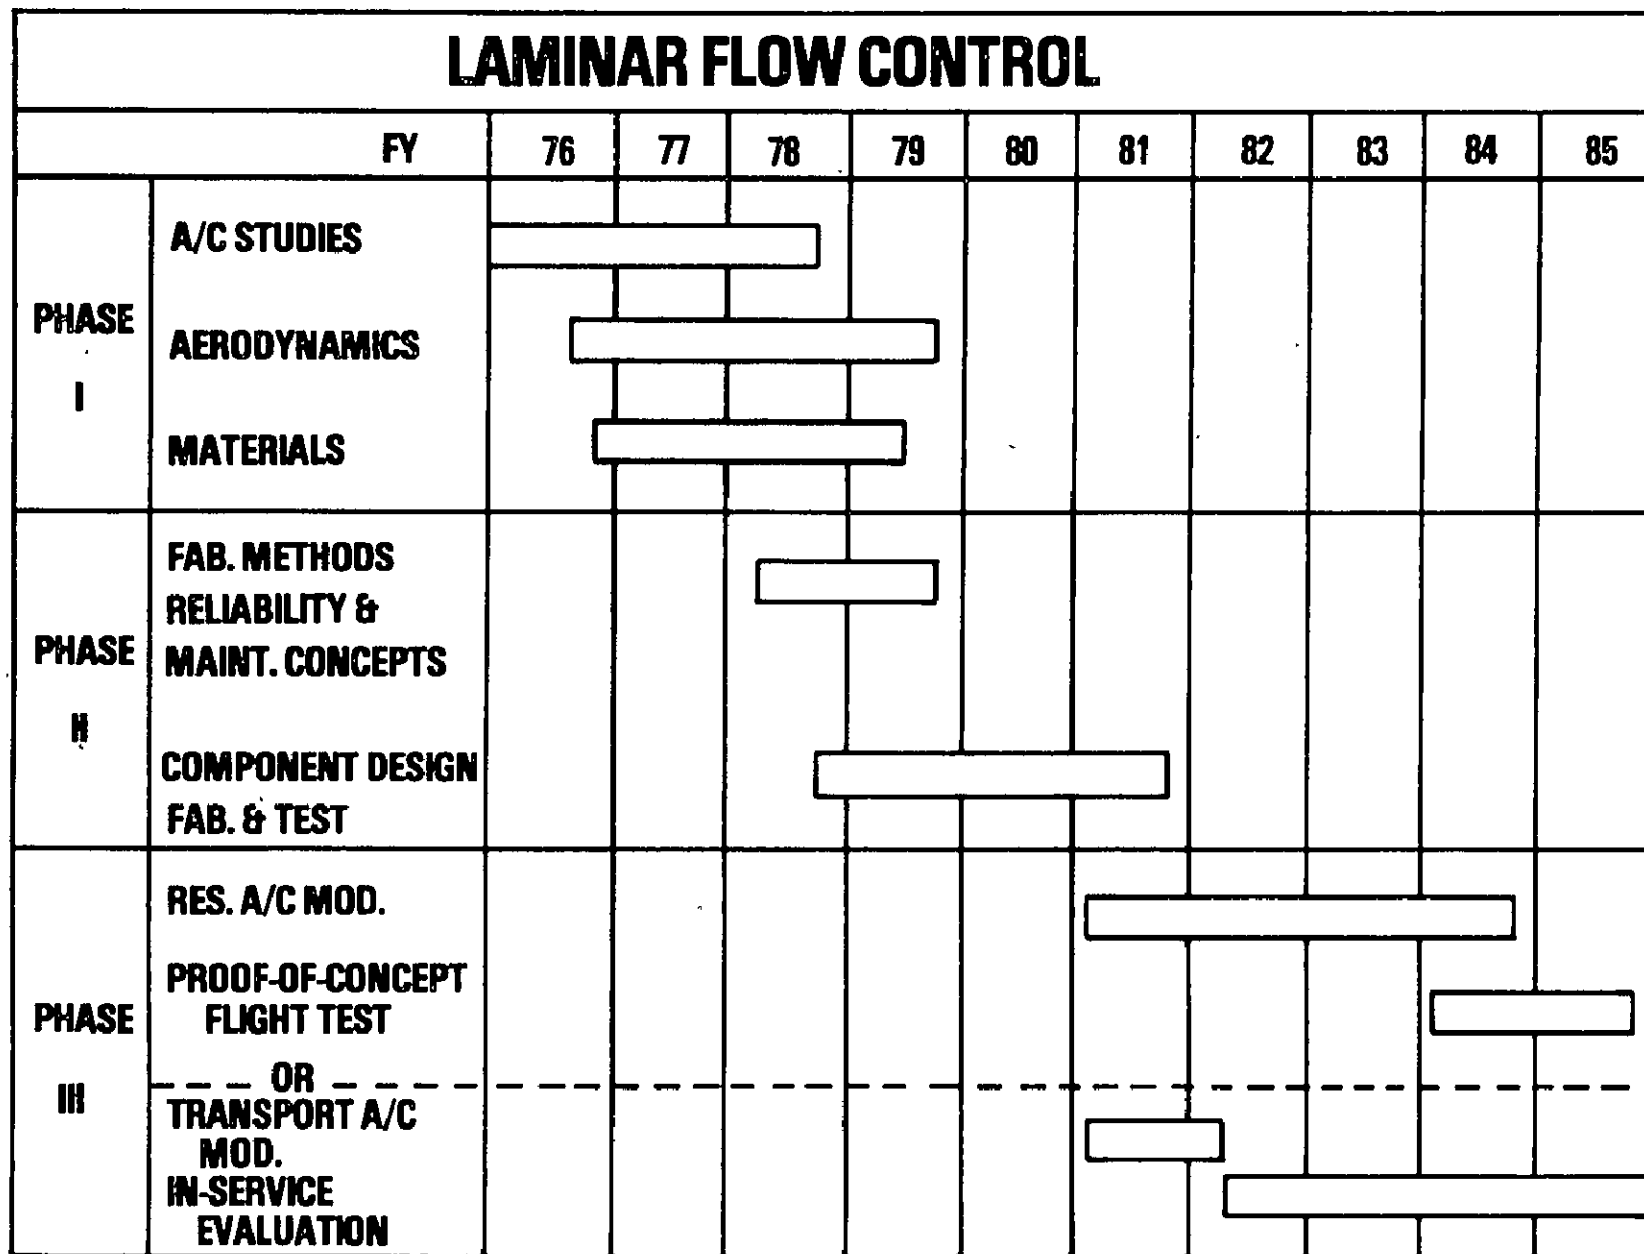 LAMINAR FLOW CONTROL
FY 76 77 78 79 80 81 82 83 84 85
PHASE
I
A/C STUDIES
AERODYNAMICS
MATERIALS
PHASE
II
FAB. METHODS
RELIABILITY &
MAINT. CONCEPTS
COMPONENT DESIGN
FAB. & TEST
PHASE
III
RES. A/C MOD.
PROOF-OF-CONCEPT
FLIGHT TEST
OR
TRANSPORT A/C
MOD.
IN-SERVICE
EVALUATION